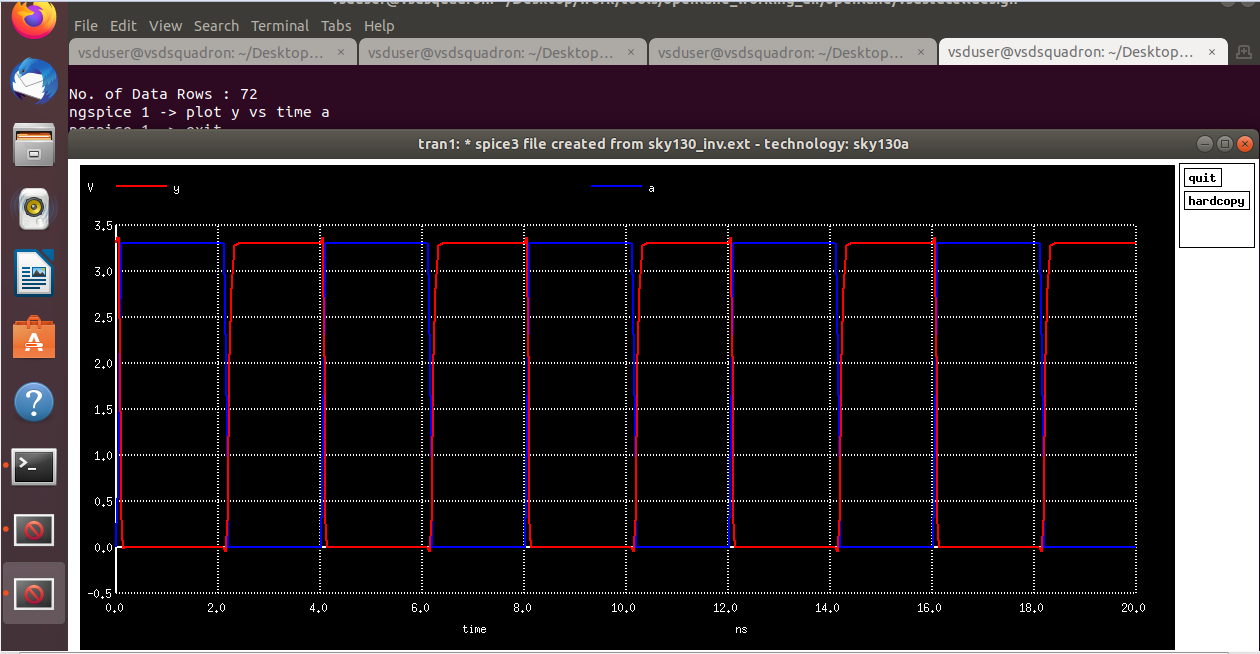 File Edit View Search Terminal Tabs Help
vsduser@vsdsquadron: ~/Desktop... × vsduser@vsdsquadron: ~/Desktop... × vsduser@vsdsquadron: ~/Desktop... × vsduser@vsdsquadron: ~/Desktop... ×
No. of Data Rows : 72
ngspice 1 -> plot y vs time a
ngspice 1 -> exit
tran1: * spice3 file created from sky130_inv.ext - technology: sky130a
quit
hardcopy
V y a
3.5
3.0
2.5
2.0
1.5
1.0
0.5
0.0
-0.5
0.0 2.0 4.0 6.0 8.0 10.0 12.0 14.0 16.0 18.0 20.0
time ns